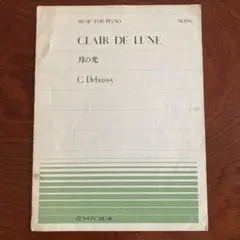 MUSIC FOR PIANO
CLAIR DE LUNE
月の光
C. Debussy
ZEN-ON MUSIC